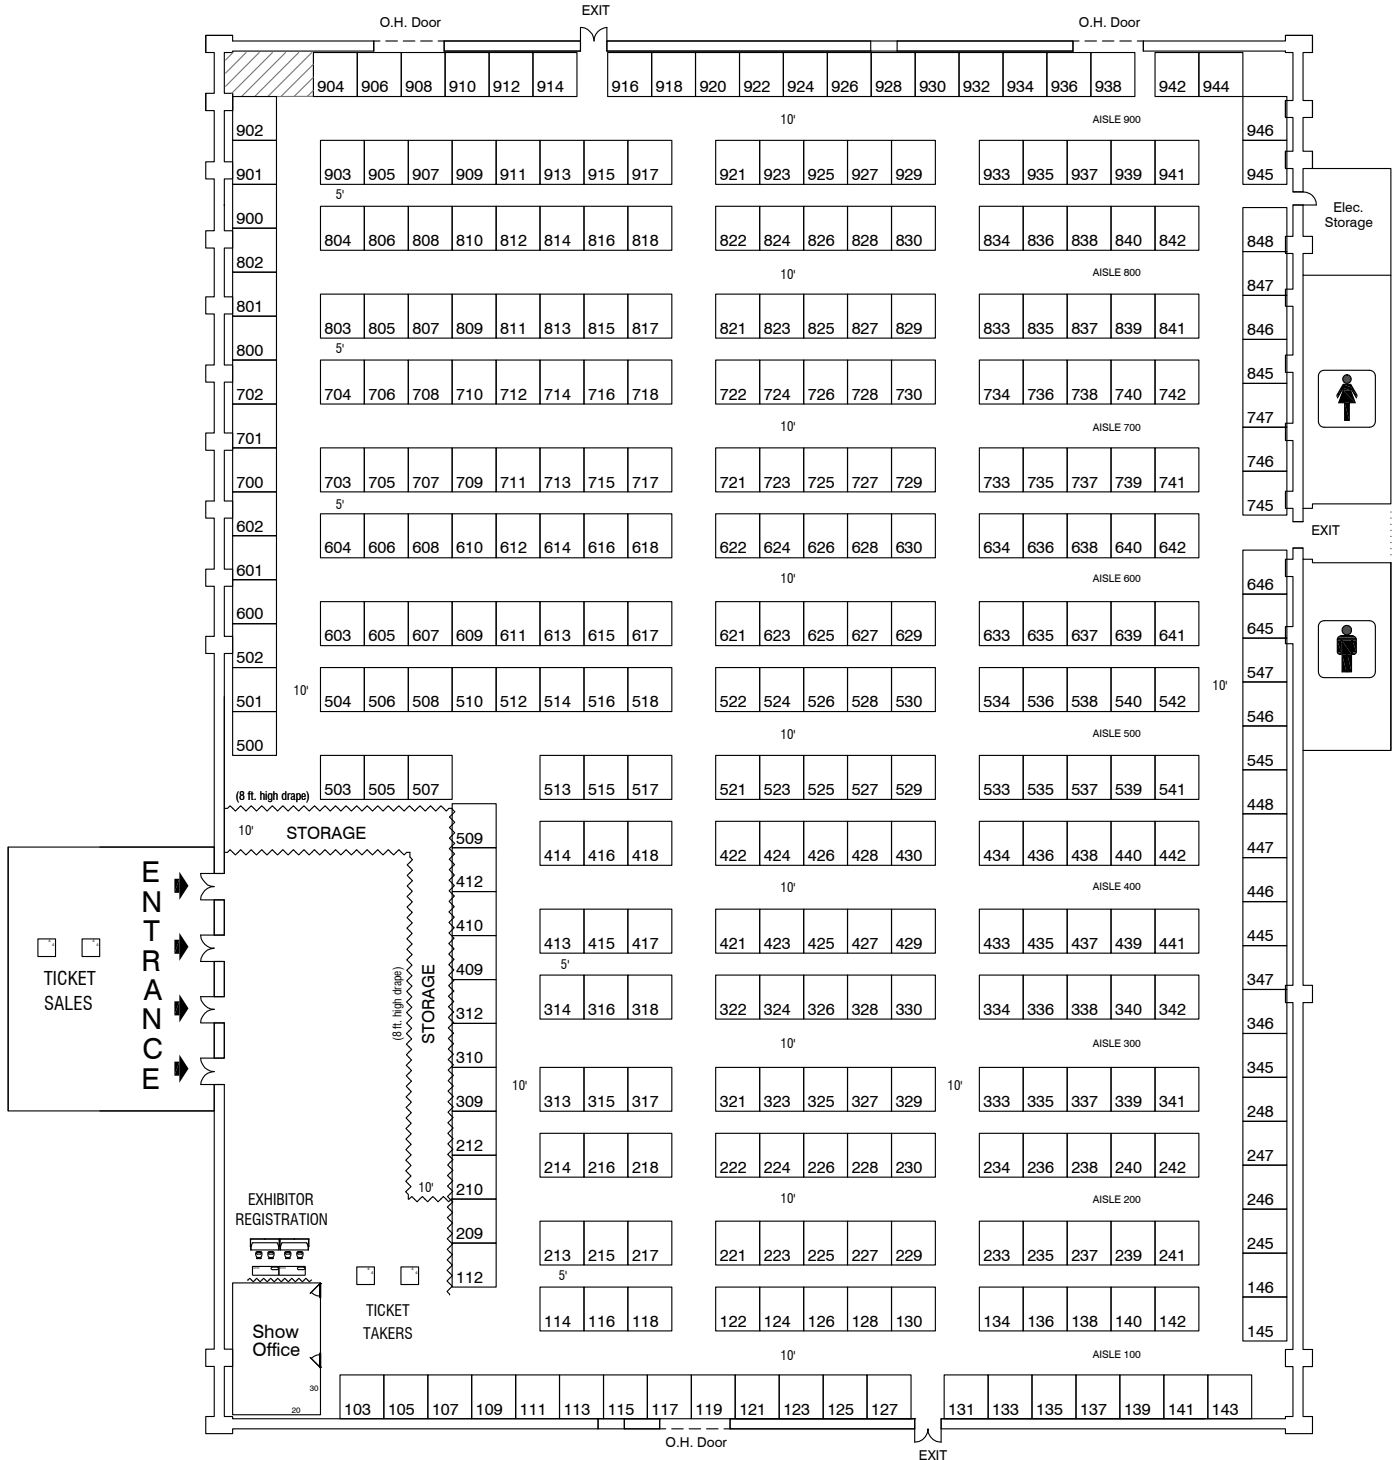 EXIT
O.H. Door
O.H. Door
904 906 908 910 912 914 916 918 920 922 924 926 928 930 932 934 936 938 942 944
902 10' AISLE 900 946
901 903 905 907 909 911 913 915 917 921 923 925 927 929 933 935 937 939 941 945
5'
Elec.
Storage
900
804 806 808 810 812 814 816 818 822 824 826 828 830 834 836 838 840 842 848
802 10' AISLE 800
847
801
803 805 807 809 811 813 815 817 821 823 825 827 829 833 835 837 839 841 846
800 5'
845
702 704 706 708 710 712 714 716 718 722 724 726 728 730 734 736 738 740 742
747
701 10' AISLE 700
746
700 703 705 707 709 711 713 715 717 721 723 725 727 729 733 735 737 739 741
5' 745
602 EXIT
604 606 608 610 612 614 616 618 622 624 626 628 630 634 636 638 640 642
601 10' AISLE 600 646
600
603 605 607 609 611 613 615 617 621 623 625 627 629 633 635 637 639 641 645
502
547
10' 10'
501 504 506 508 510 512 514 516 518 522 524 526 528 530 534 536 538 540 542
546
10' AISLE 500
500
545
503 505 507 513 515 517 521 523 525 527 529 533 535 537 539 541
(8 ft. high drape)
448
10' STORAGE 509
447
414 416 418 422 424 426 428 430 434 436 438 440 442
412 10' AISLE 400 446
ENTRANCE
410
445
413 415 417 421 423 425 427 429 433 435 437 439 441
409 5'
TICKET
SALES
(8 ft. high drape)
STORAGE
347
312 314 316 318 322 324 326 328 330 334 336 338 340 342
346
10' AISLE 300
310
345
10' 10'
309 313 315 317 321 323 325 327 329 333 335 337 339 341
248
212
214 216 218 222 224 226 228 230 234 236 238 240 242 247
10' 210
10' AISLE 200 246
EXHIBITOR
REGISTRATION
209
245
213 215 217 221 223 225 227 229 233 235 237 239 241
112 5'
146
TICKET
TAKERS
114 116 118 122 124 126 128 130 134 136 138 140 142
145
Show
Office
10' AISLE 100
30
20
103 105 107 109 111 113 115 117 119 121 123 125 127 131 133 135 137 139 141 143
O.H. Door
EXIT